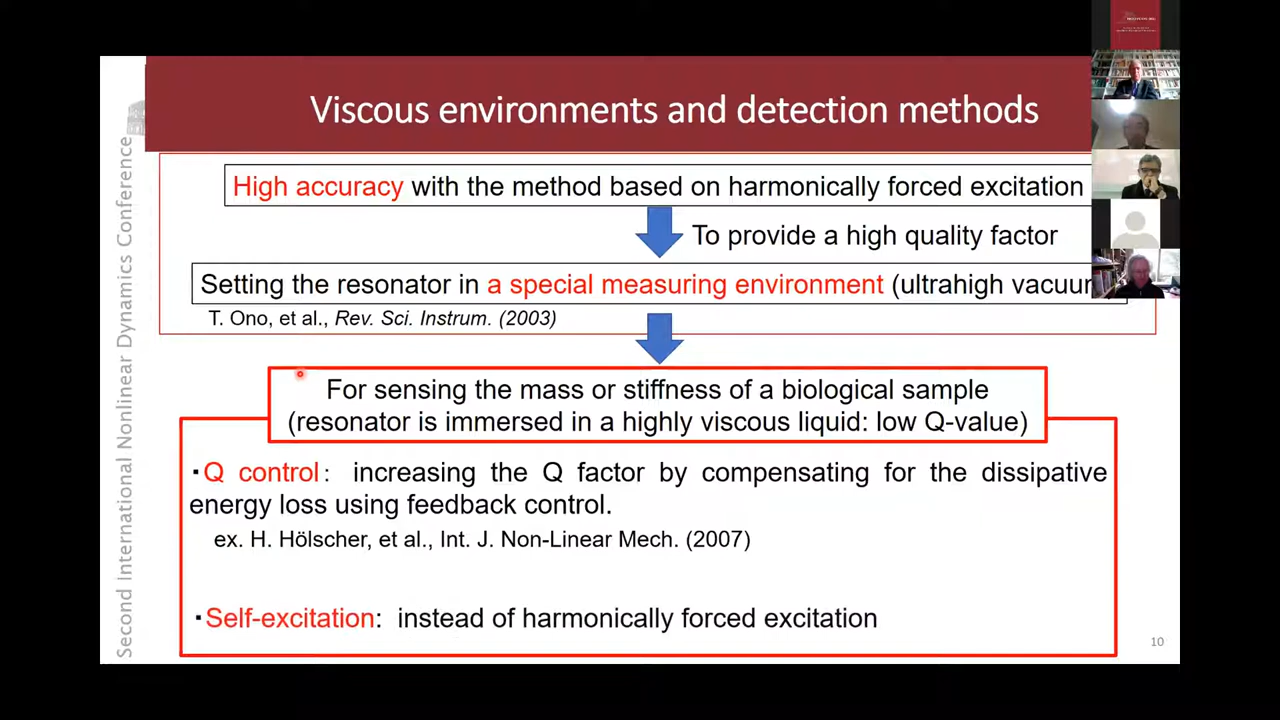 Viscous environments and detection methods
High accuracy with the method based on harmonically forced excitation
To provide a high quality factor
Setting the resonator in a special measuring environment (ultrahigh
T. Ono, et al., Rev. Sci. Instrum. (2003)
For sensing the mass or stiffness of a biological sample
(resonator is immersed in a highly viscous liquid: low Q-value)
・Q control : increasing the Q factor by compensating for the dissipative
energy loss using feedback control.
ex. H. Hölscher, et al., Int. J. Non-Linear Mech. (2007)
・Self-excitation: instead of harmonically forced excitation
10
Second International Nonlinear Dynamics Conference